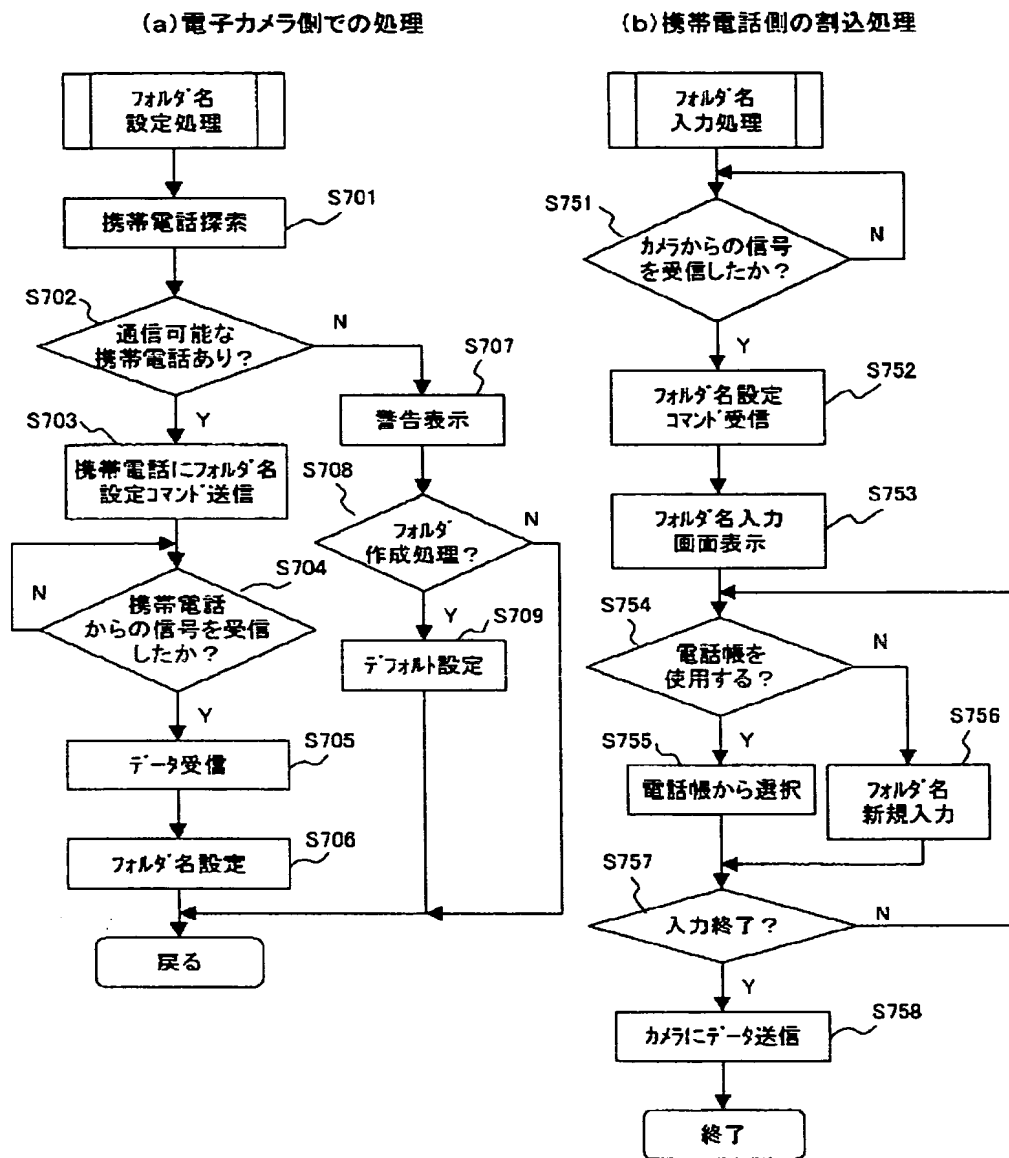 (a)電子カメラ側での処理
フォルダ名
設定処理
S701
携帯電話探索
S702
通信可能な
携帯電話あり?
N
Y
S703
携帯電話にフォルダ名
設定コマンド送信
S704
携帯電話
からの信号を受信
したか?
N
Y
S705
データ受信
S706
フォルダ名設定
戻る
S707
警告表示
S708
フォルダ
作成処理?
N
Y
S709
デフォルト設定
(b)携帯電話側の割込処理
フォルダ名
入力処理
S751
カメラからの信号
を受信したか?
N
Y
S752
フォルダ名設定
コマンド受信
S753
フォルダ名入力
画面表示
S754
電話帳を
使用する?
N
Y
S755
電話帳から選択
S756
フォルダ名
新規入力
S757
入力終了?
N
Y
S758
カメラにデータ送信
終了